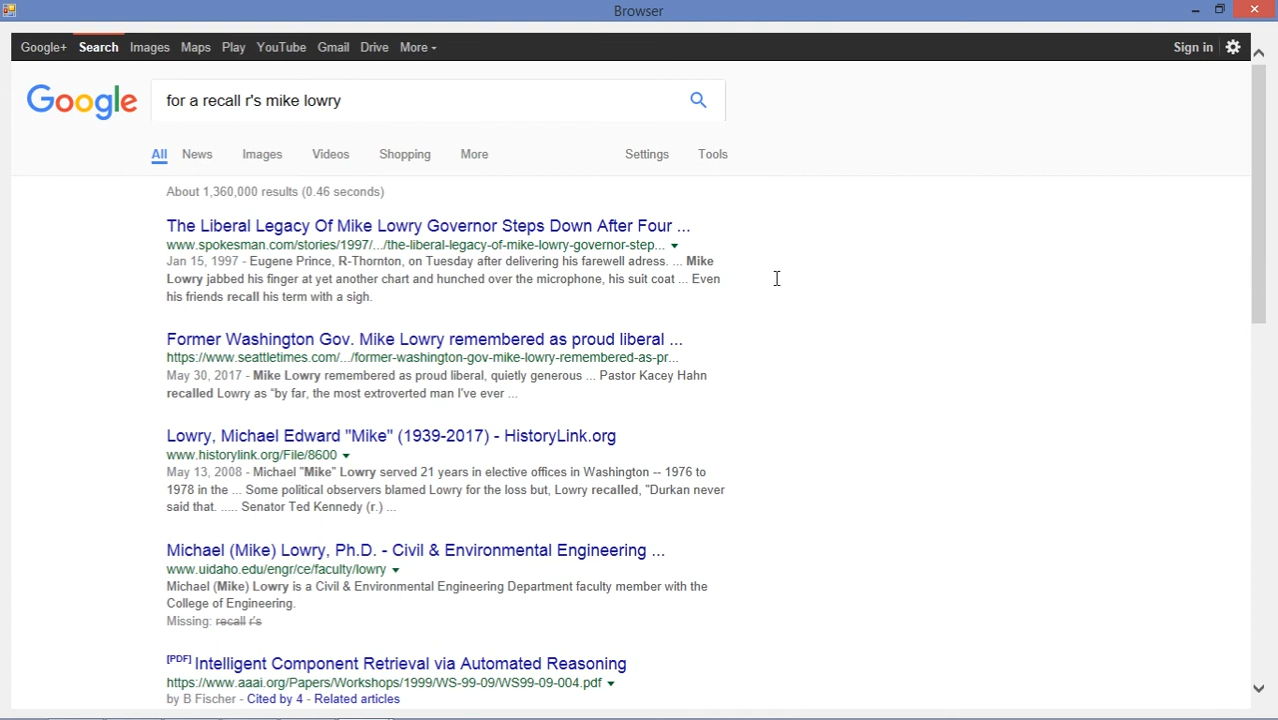 Browser
Google+ Search Images Maps Play YouTube Gmail Drive More Sign in
Google for a recall r's mike lowry
All News Images Videos Shopping More Settings Tools
About 1,360,000 results (0.46 seconds)
The Liberal Legacy Of Mike Lowry Governor Steps Down After Four ...
www.spokesman.com/stories/1997/.../the-liberal-legacy-of-mike-lowry-governor-step...
Jan 15, 1997 - Eugene Prince, R-Thornton, on Tuesday after delivering his farewell adress. ... Mike
Lowry jabbed his finger at yet another chart and hunched over the microphone, his suit coat ... Even
his friends recall his term with a sigh.
Former Washington Gov. Mike Lowry remembered as proud liberal ...
https://www.seattletimes.com/.../former-washington-gov-mike-lowry-remembered-as-pr...
May 30, 2017 - Mike Lowry remembered as proud liberal, quietly generous ... Pastor Kacey Hahn
recalled Lowry as “by far, the most extroverted man I've ever ...
Lowry, Michael Edward "Mike" (1939-2017) - HistoryLink.org
www.historylink.org/File/8600
May 13, 2008 - Michael "Mike" Lowry served 21 years in elective offices in Washington -- 1976 to
1978 in the ... Some political observers blamed Lowry for the loss but, Lowry recalled, "Durkan never
said that. ..... Senator Ted Kennedy (r.) ...
Michael (Mike) Lowry, Ph.D. - Civil & Environmental Engineering ...
www.uidaho.edu/engr/ce/faculty/lowry
Michael (Mike) Lowry is a Civil & Environmental Engineering Department faculty member with the
College of Engineering.
Missing: recall r's
[PDF] Intelligent Component Retrieval via Automated Reasoning
https://www.aaai.org/Papers/Workshops/1999/WS-99-09/WS99-09-004.pdf
by B Fischer - Cited by 4 - Related articles